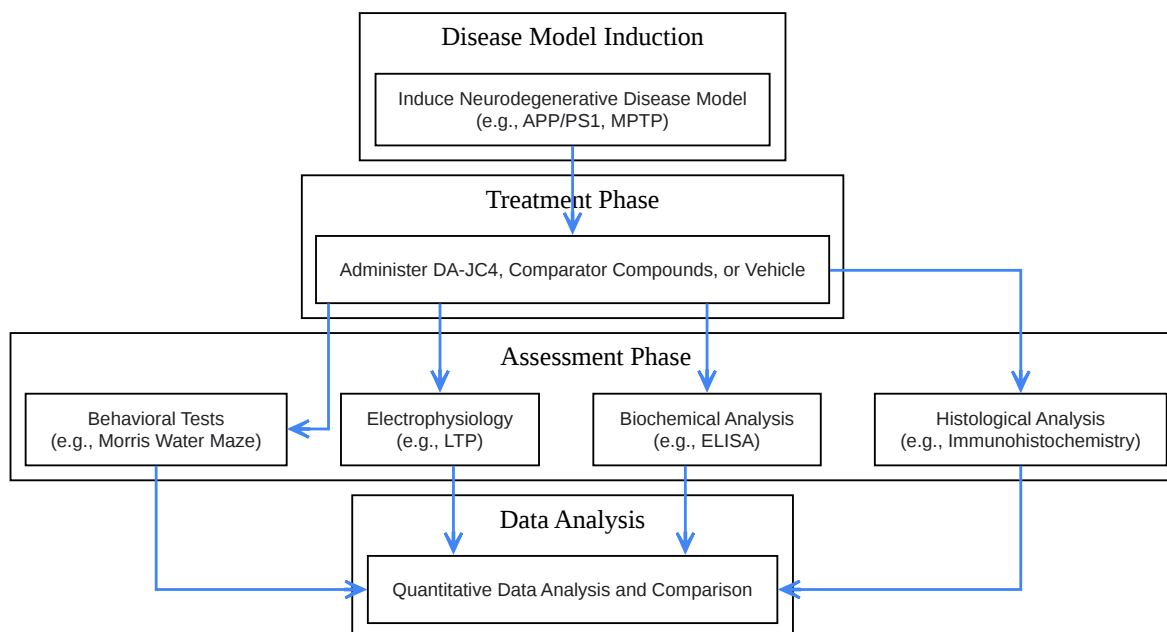 Disease Model Induction
Induce Neurodegenerative Disease Model
(e.g., APP/PS1, MPTP)
Treatment Phase
Administer DA-JC4, Comparator Compounds, or Vehicle
Assessment Phase
Behavioral Tests
(e.g., Morris Water Maze)
Electrophysiology
(e.g., LTP)
Biochemical Analysis
(e.g., ELISA)
Histological Analysis
(e.g., Immunohistochemistry)
Data Analysis
Quantitative Data Analysis and Comparison